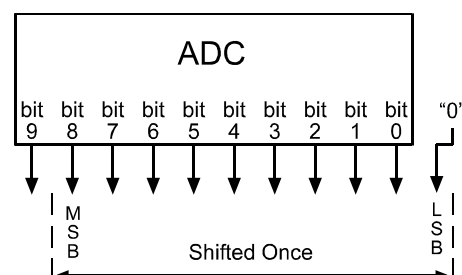 ADC
bit bit bit bit bit bit bit bit bit bit "0'
9 8 7 6 5 4 3 2 1 0
MSB LSB
Shifted Once